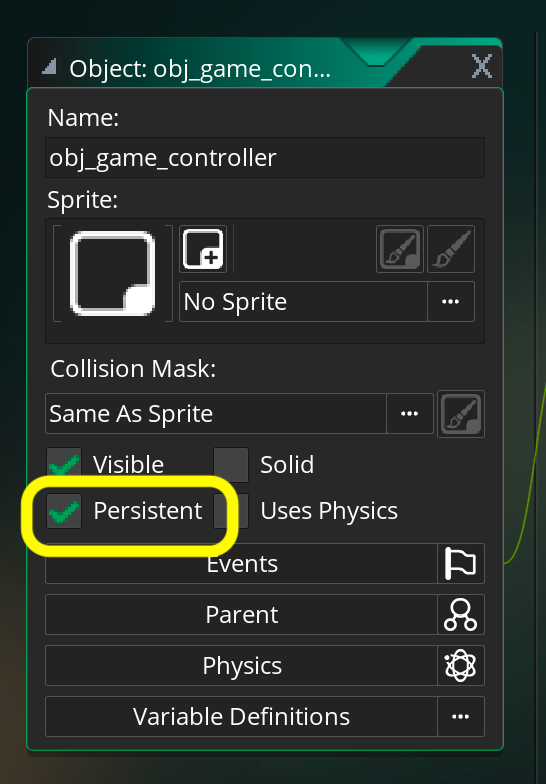 Object: obj_game_con...
Name:
obj_game_controller
Sprite:
No Sprite
Collision Mask:
Same As Sprite
Visible Solid
Persistent Uses Physics
Events
Parent
Physics
Variable Definitions